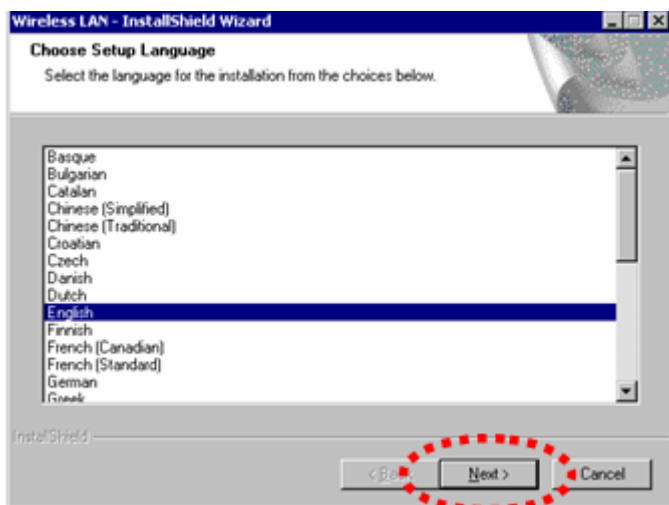 Wireless LAN - InstallShield Wizard
Choose Setup Language
Select the language for the installation from the choices below.
Basque
Bulgarian
Catalan
Chinese (Simplified)
Chinese (Traditional)
Croatian
Czech
Danish
Dutch
English
Finnish
French (Canadian)
French (Standard)
German
Greek
InstallShield
< Back Next > Cancel